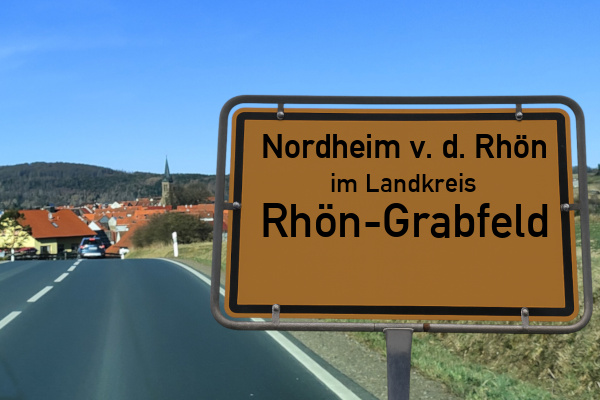 Nordheim v. d. Rhön
im Landkreis
Rhön-Grabfeld